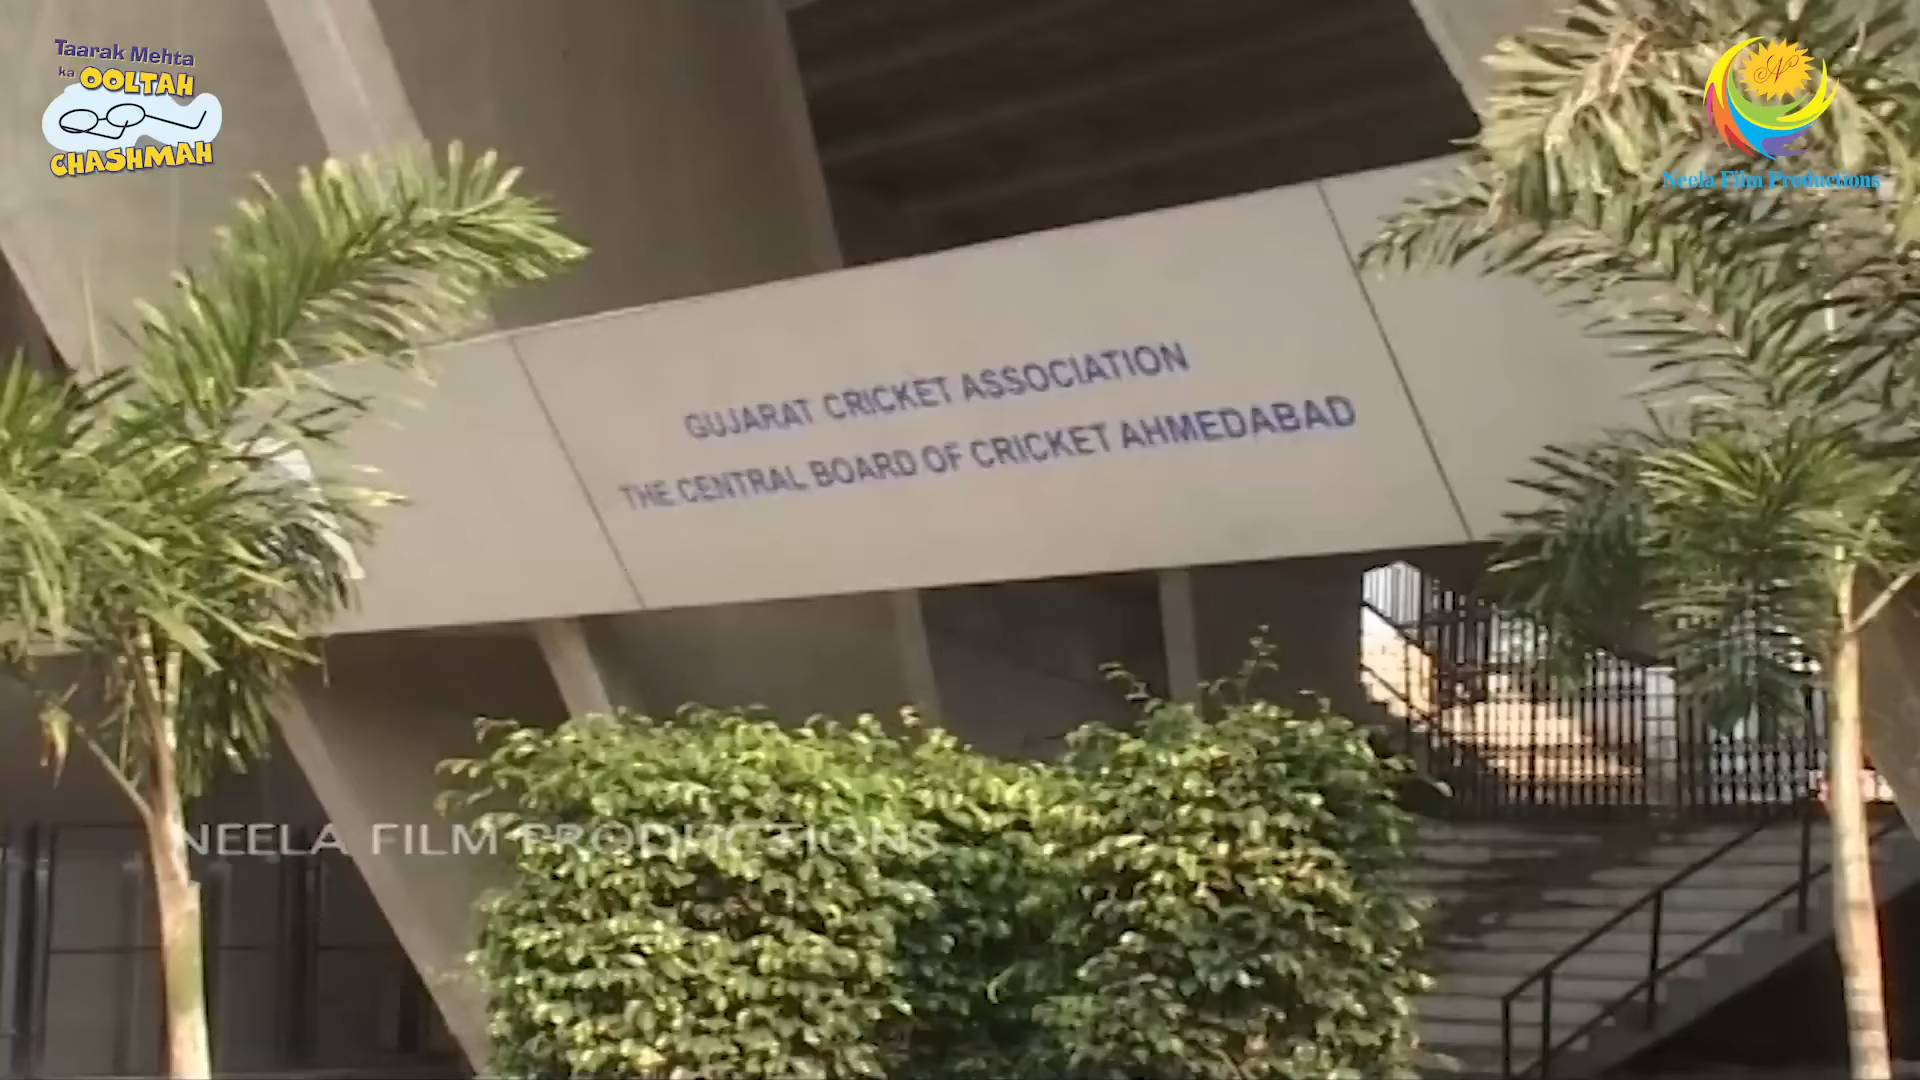 Taarak Mehta
ka OOLTAH
CHASHMAH
N
Neela Film Productions
GUJARAT CRICKET ASSOCIATION
THE CENTRAL BOARD OF CRICKET AHMEDABAD
NEELA FILM PRODUCTIONS